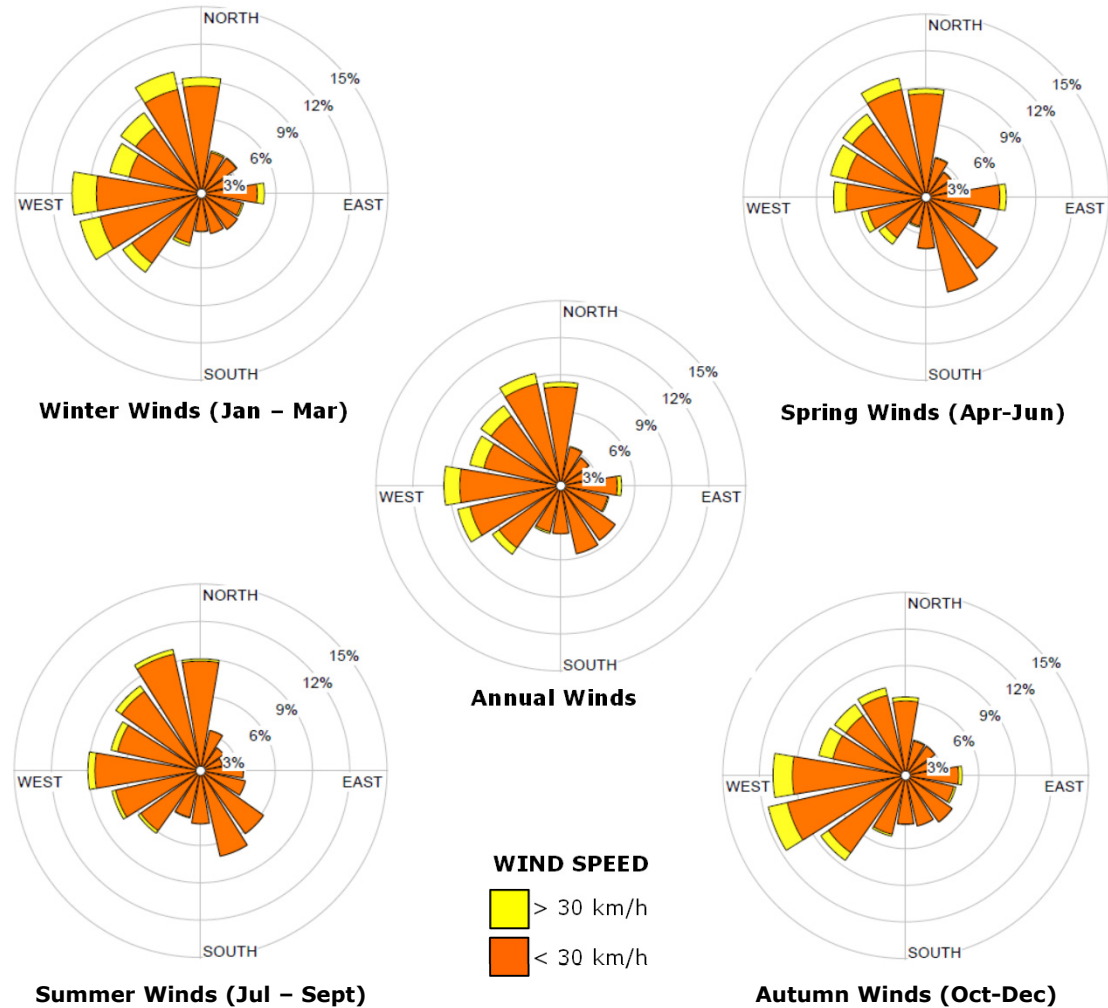 NORTH
15%
12%
9%
6%
3%
WEST
EAST
SOUTH
Winter Winds (Jan – Mar)
NORTH
15%
12%
9%
6%
3%
WEST
EAST
SOUTH
Spring Winds (Apr-Jun)
NORTH
15%
12%
9%
6%
3%
WEST
EAST
SOUTH
Annual Winds
NORTH
15%
12%
9%
6%
3%
WEST
EAST
SOUTH
Summer Winds (Jul – Sept)
WIND SPEED
> 30 km/h
< 30 km/h
NORTH
15%
12%
9%
6%
3%
WEST
EAST
SOUTH
Autumn Winds (Oct-Dec)